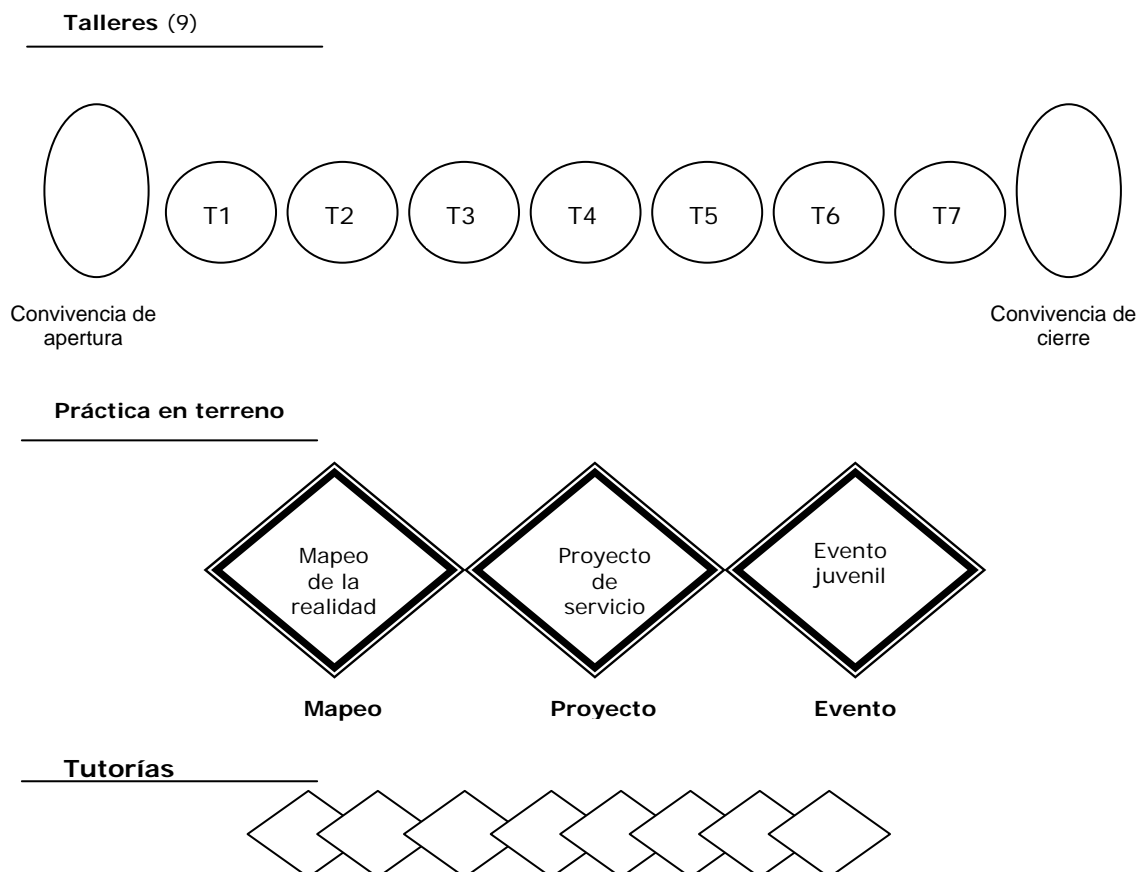 Talleres (9)
T1 T2 T3 T4 T5 T6 T7
Convivencia de
apertura
Convivencia de
cierre
Práctica en terreno
Mapeo
de la
realidad
Proyecto
de
servicio
Evento
juvenil
Mapeo
Proyecto
Evento
Tutorías